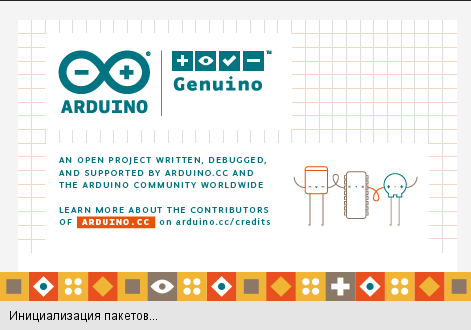 ARDUINO
Genuino
AN OPEN PROJECT WRITTEN, DEBUGGED,
AND SUPPORTED BY ARDUINO.CC AND
THE ARDUINO COMMUNITY WORLDWIDE
LEARN MORE ABOUT THE CONTRIBUTORS
OF ARDUINO.CC on arduino.cc/credits
Инициализация пакетов...